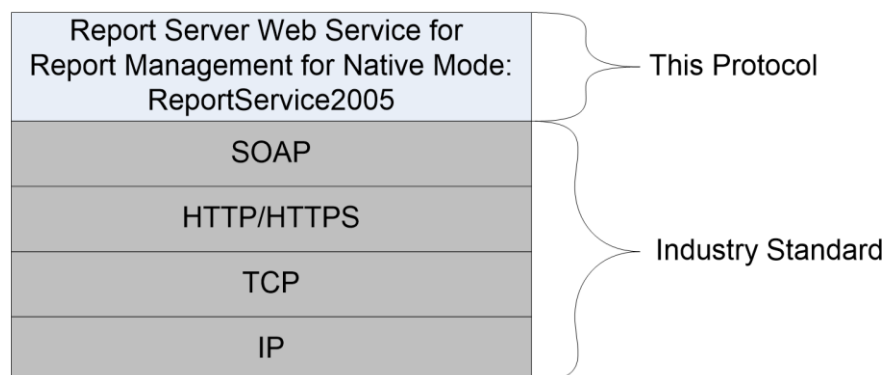 Report Server Web Service for
Report Management for Native Mode:
ReportService2005
This Protocol
SOAP
HTTP/HTTPS
TCP
IP
Industry Standard